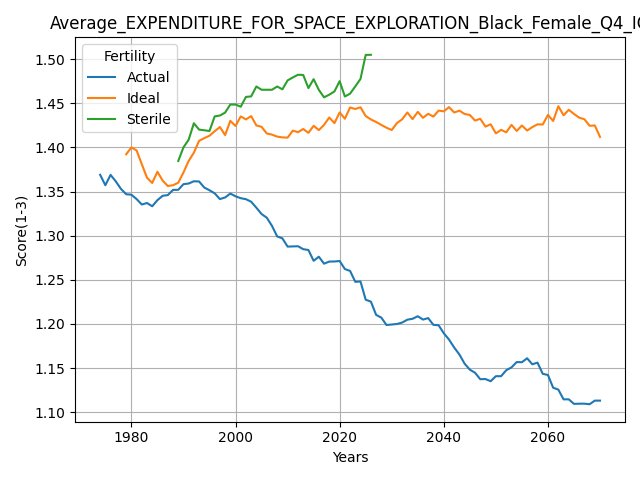 Average_EXPENDITURE_FOR_SPACE_EXPLORATION_Black_Female_Q4_IQ
Fertility
Actual
Ideal
Sterile
Score(1-3)
1.50
1.45
1.40
1.35
1.30
1.25
1.20
1.15
1.10
1980 2000 2020 2040 2060
Years